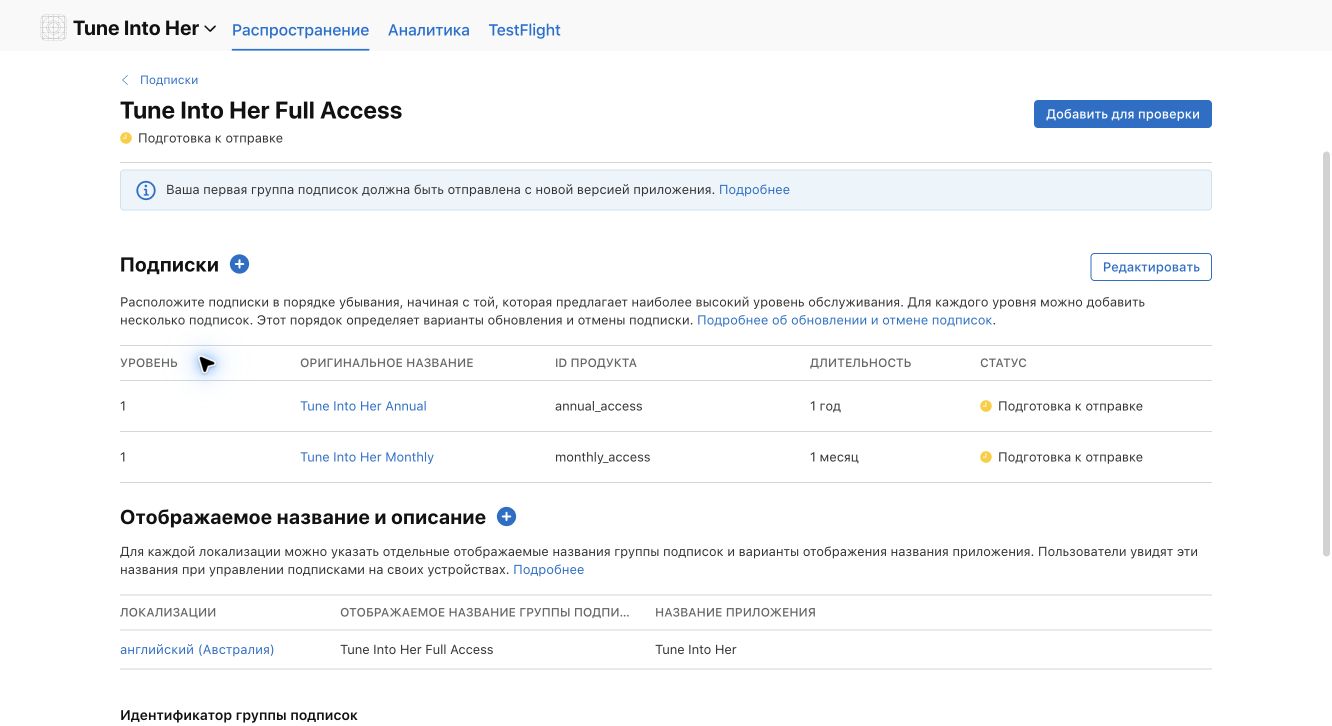 Tune Into Her
Распространение
Аналитика
TestFlight
Подписки
Tune Into Her Full Access
Добавить для проверки
Подготовка к отправке
Ваша первая группа подписок должна быть отправлена с новой версией приложения. Подробнее
Подписки
Редактировать
Расположите подписки в порядке убывания, начиная с той, которая предлагает наиболее высокий уровень обслуживания. Для каждого уровня можно добавить
несколько подписок. Этот порядок определяет варианты обновления и отмены подписки. Подробнее об обновлении и отмене подписок.
УРОВЕНЬ ОРИГИНАЛЬНОЕ НАЗВАНИЕ ID ПРОДУКТА ДЛИТЕЛЬНОСТЬ СТАТУС
1 Tune Into Her Annual annual_access 1 год Подготовка к отправке
1 Tune Into Her Monthly monthly_access 1 месяц Подготовка к отправке
Отображаемое название и описание
Для каждой локализации можно указать отдельные отображаемые названия группы подписок и варианты отображения названия приложения. Пользователи увидят эти
названия при управлении подписками на своих устройствах. Подробнее
ЛОКАЛИЗАЦИИ ОТОБРАЖАЕМОЕ НАЗВАНИЕ ГРУППЫ ПОДПИ... НАЗВАНИЕ ПРИЛОЖЕНИЯ
английский (Австралия) Tune Into Her Full Access Tune Into Her
Идентификатор группы подписок